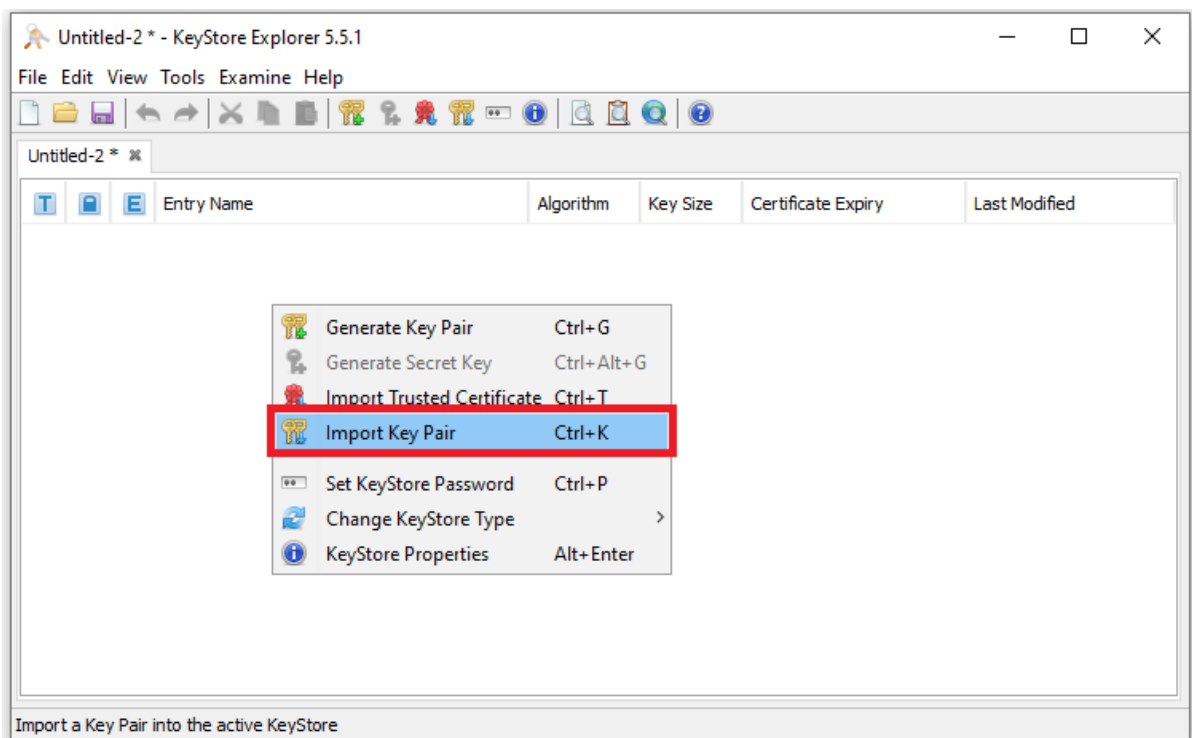 Untitled-2 * - KeyStore Explorer 5.5.1
File Edit View Tools Examine Help
Untitled-2 *
T E Entry Name Algorithm Key Size Certificate Expiry Last Modified
Generate Key Pair Ctrl+G
Generate Secret Key Ctrl+Alt+G
Import Trusted Certificate Ctrl+T
Import Key Pair Ctrl+K
Set KeyStore Password Ctrl+P
Change KeyStore Type
KeyStore Properties Alt+Enter
Import a Key Pair into the active KeyStore